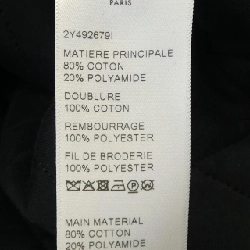 PARIS
2Y492679I
MATIERE PRINCIPALE
80% COTON
20% POLYAMIDE
DOUBLURE
100% COTON
REMBOURRAGE
100% POLYESTER
FIL DE BRODERIE
100% POLYESTER
MAIN MATERIAL
80% COTTON
20% POLYAMIDE